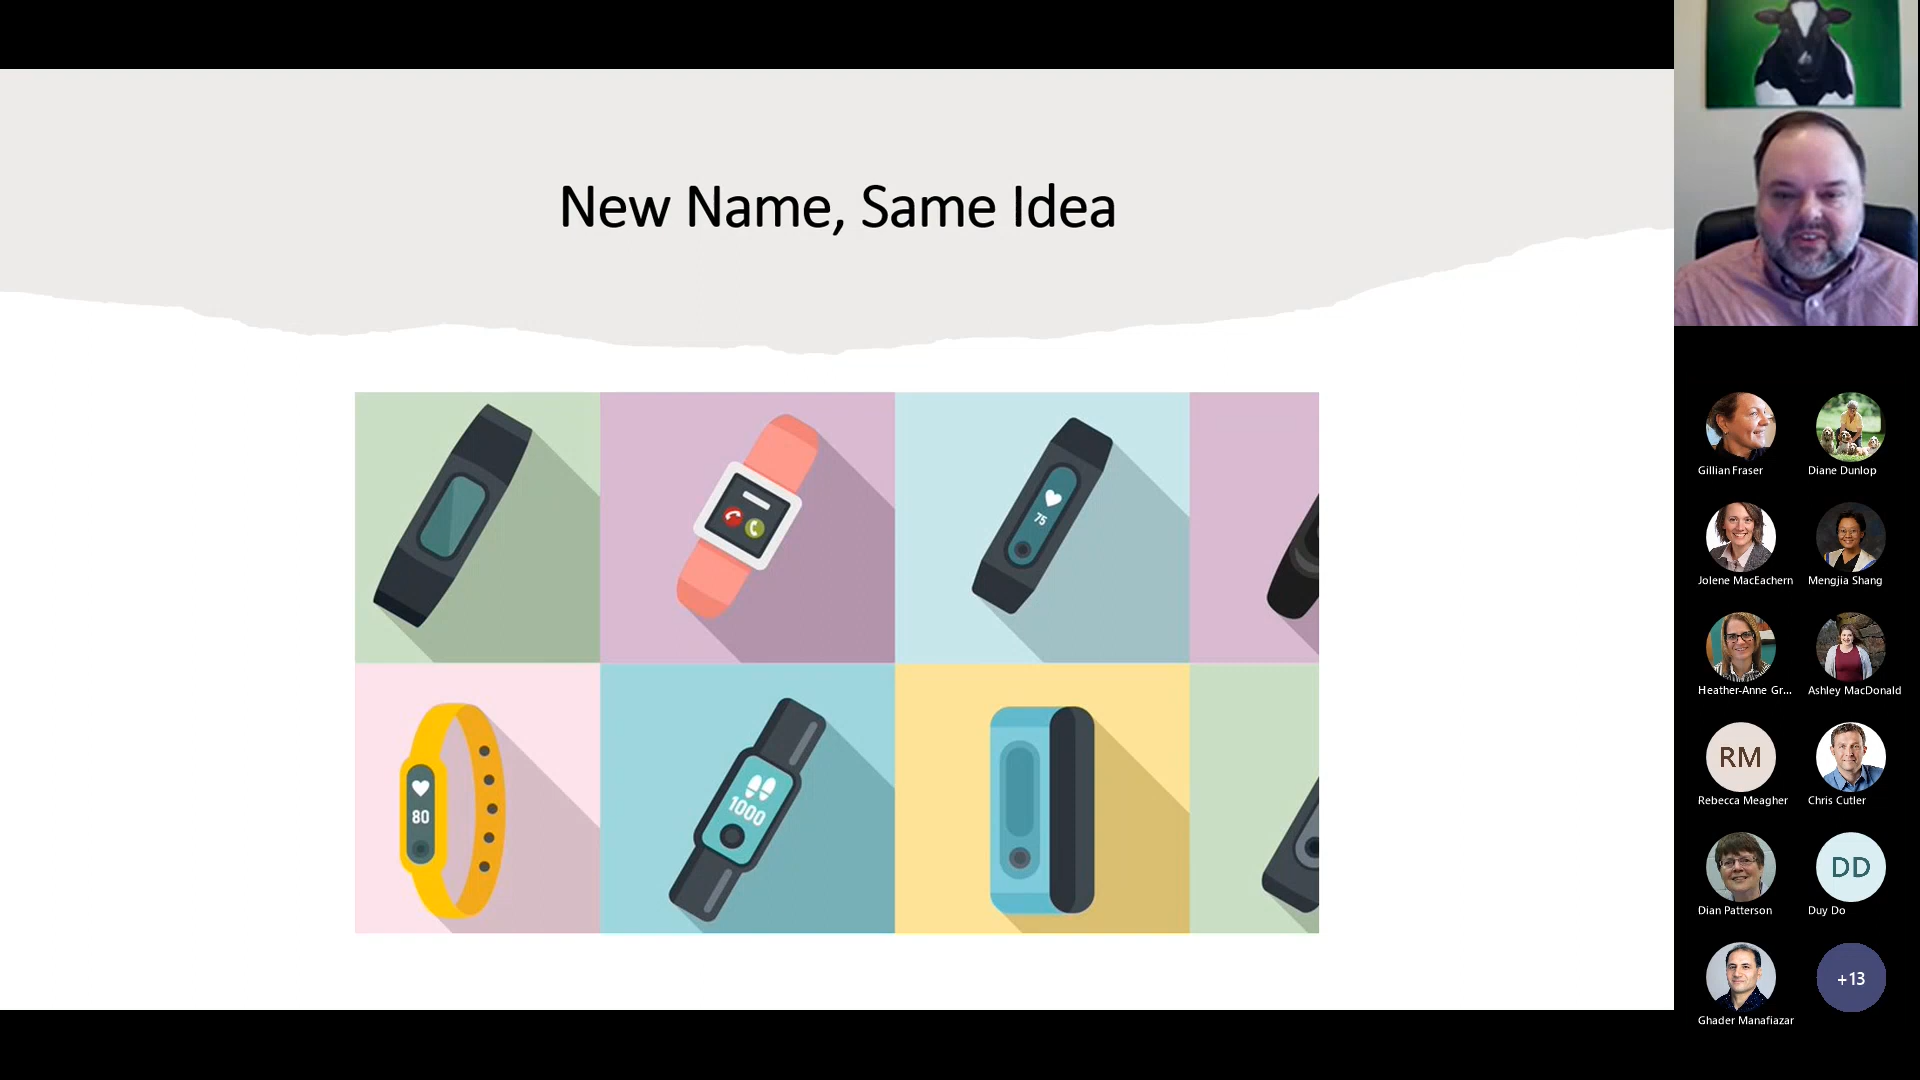 New Name, Same Idea
75
80
1000
Gillian Fraser
Diane Dunlop
Jolene MacEachern
Mengjia Shang
Heather-Anne Gr...
Ashley MacDonald
RM
Rebecca Meagher
Chris Cutler
Dian Patterson
DD
Duy Do
Ghader Manafiazar
+13